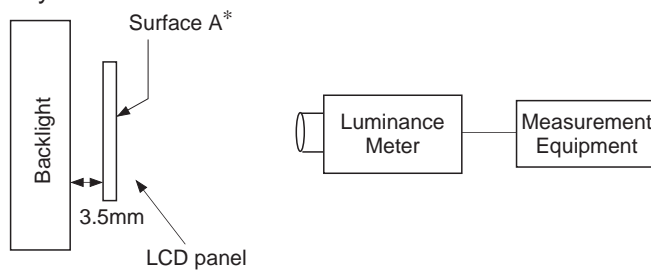 Surface A*
Backlight
Luminance
Meter
Measurement
Equipment
3.5mm
LCD panel